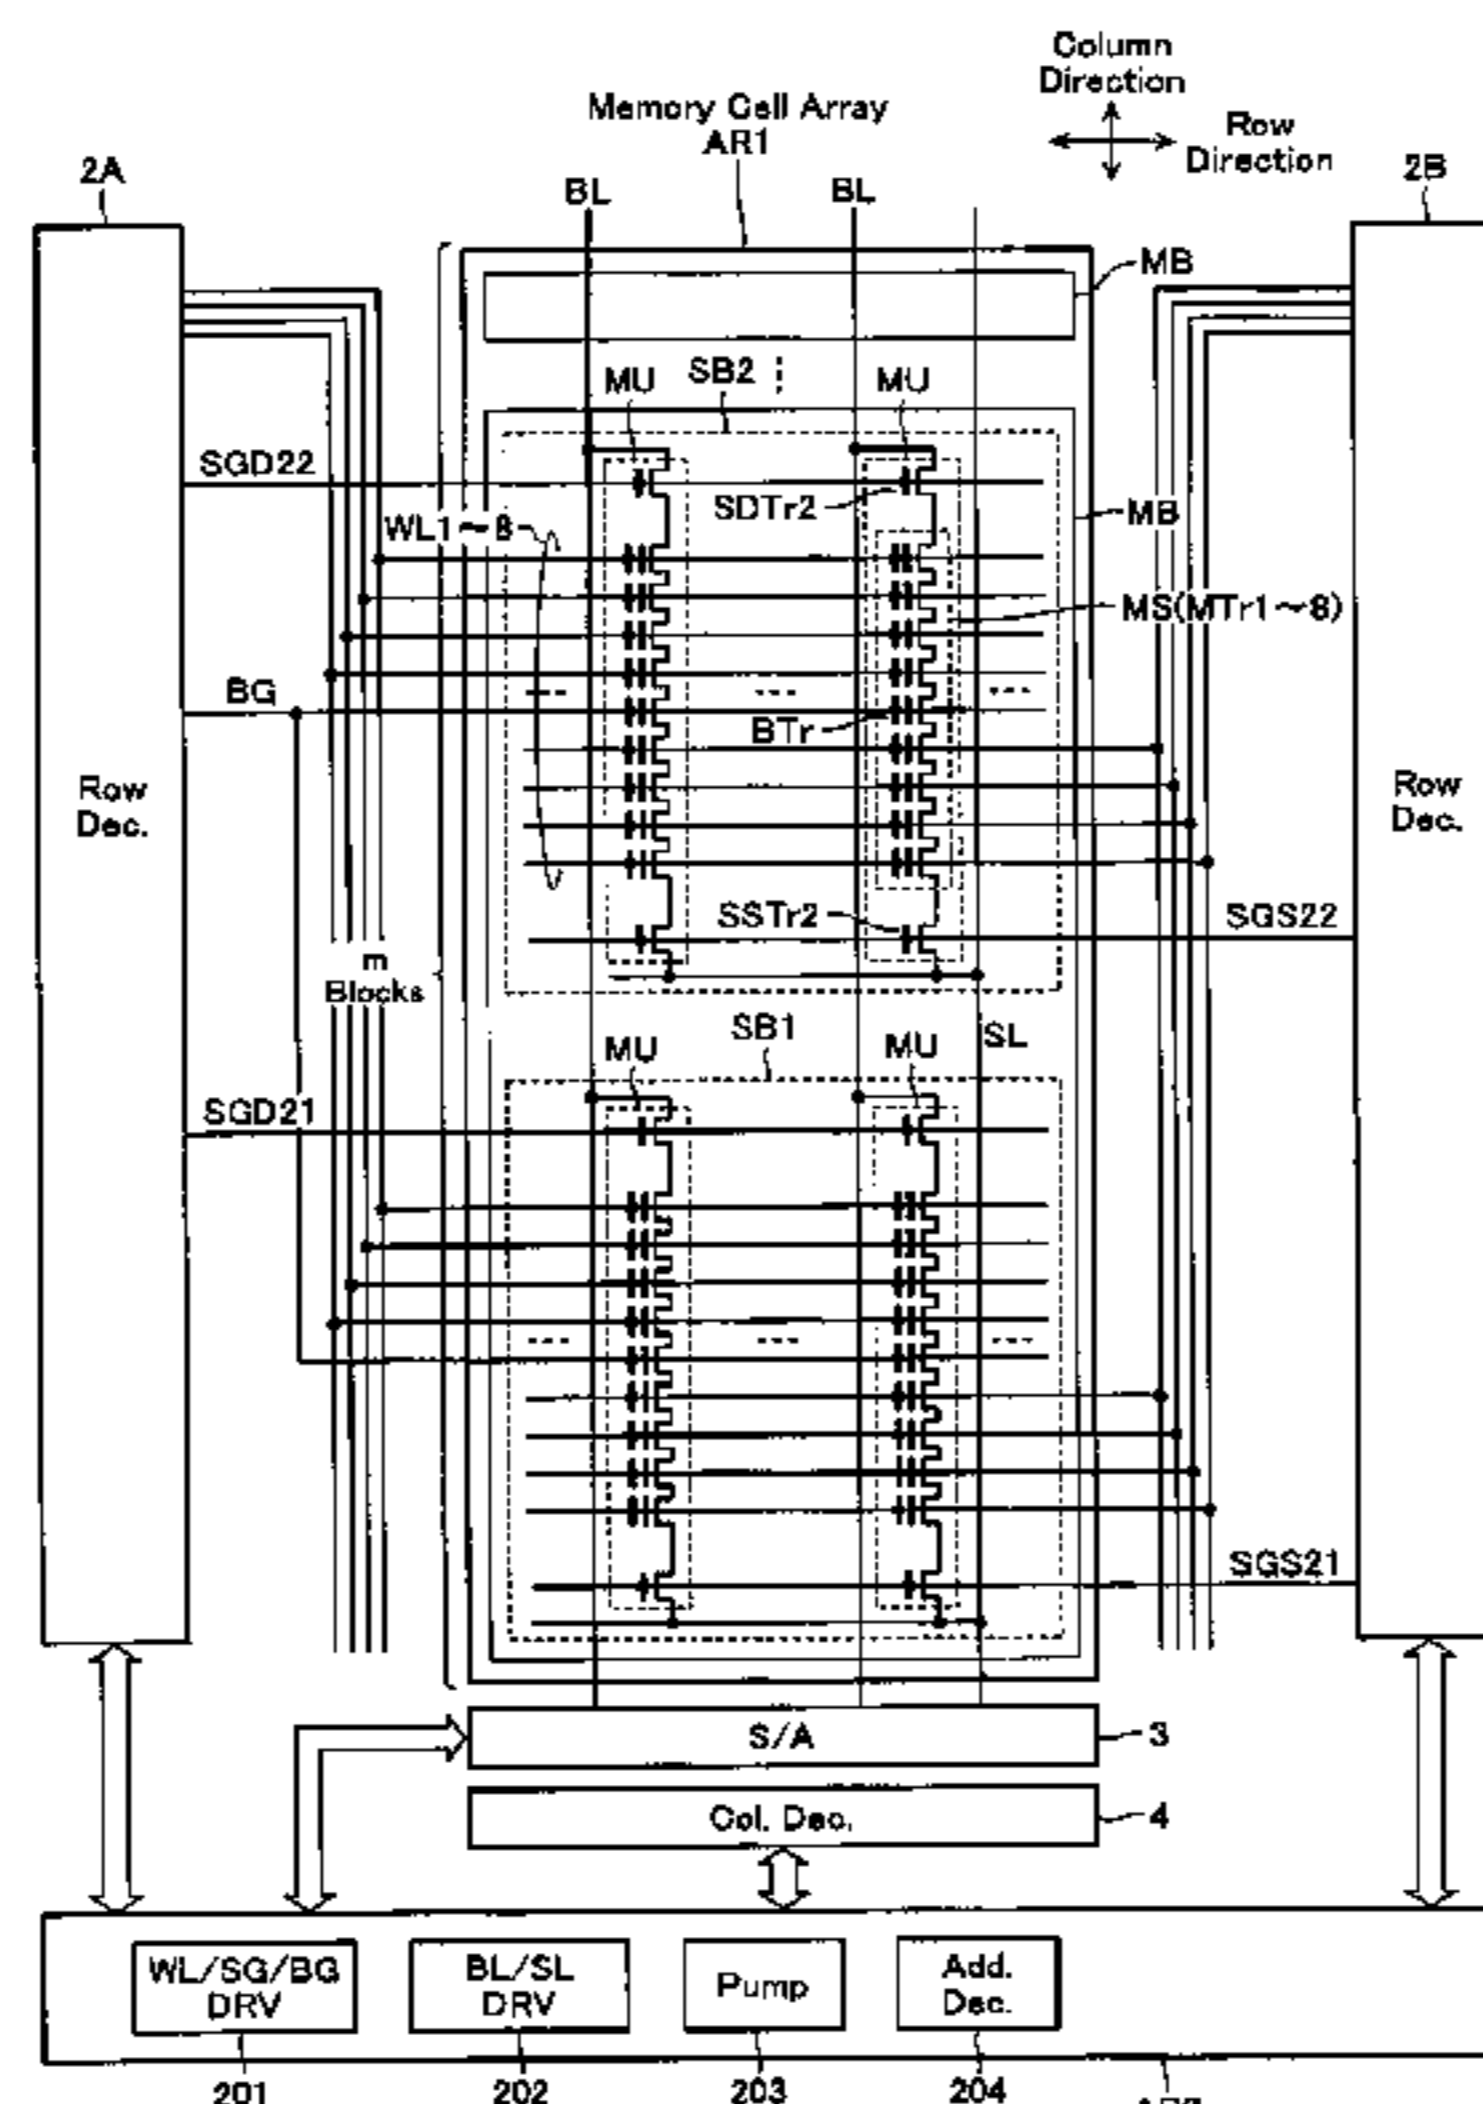 Column
Direction
Memory Cell Array
AR1
Row
Direction
2A
BL
BL
2B
MB
MU
SB2
MU
SGD22
SDTr2
MB
WL1~8
MS(MTr1~8)
BG
BTr
Row
Dec.
Row
Dec.
SSTr2
SGS22
m
Blocks
MU
SB1
MU
SL
SGD21
SGS21
S/A
3
Col. Dec.
4
WL/SG/BG
DRV
BL/SL
DRV
Pump
Add.
Dec.
201
202
203
204